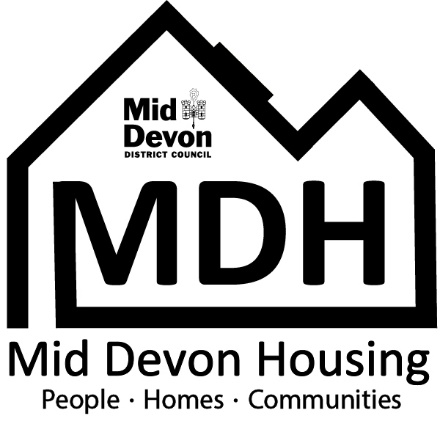 Mid
Devon
DISTRICT COUNCIL
MDH
Mid Devon Housing
People · Homes · Communities